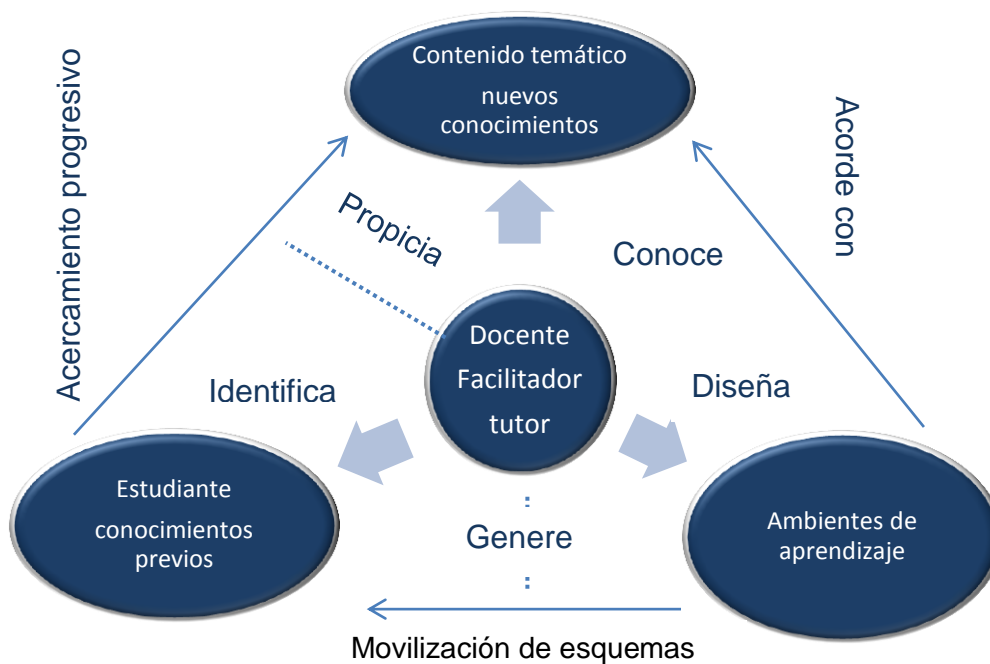 Contenido temático
nuevos
conocimientos
Acercamiento progresivo
Acorde con
Propicia
Conoce
Docente
Facilitador
tutor
Identifica
Diseña
Estudiante
conocimientos
previos
Genere
Ambientes de
aprendizaje
Movilización de esquemas